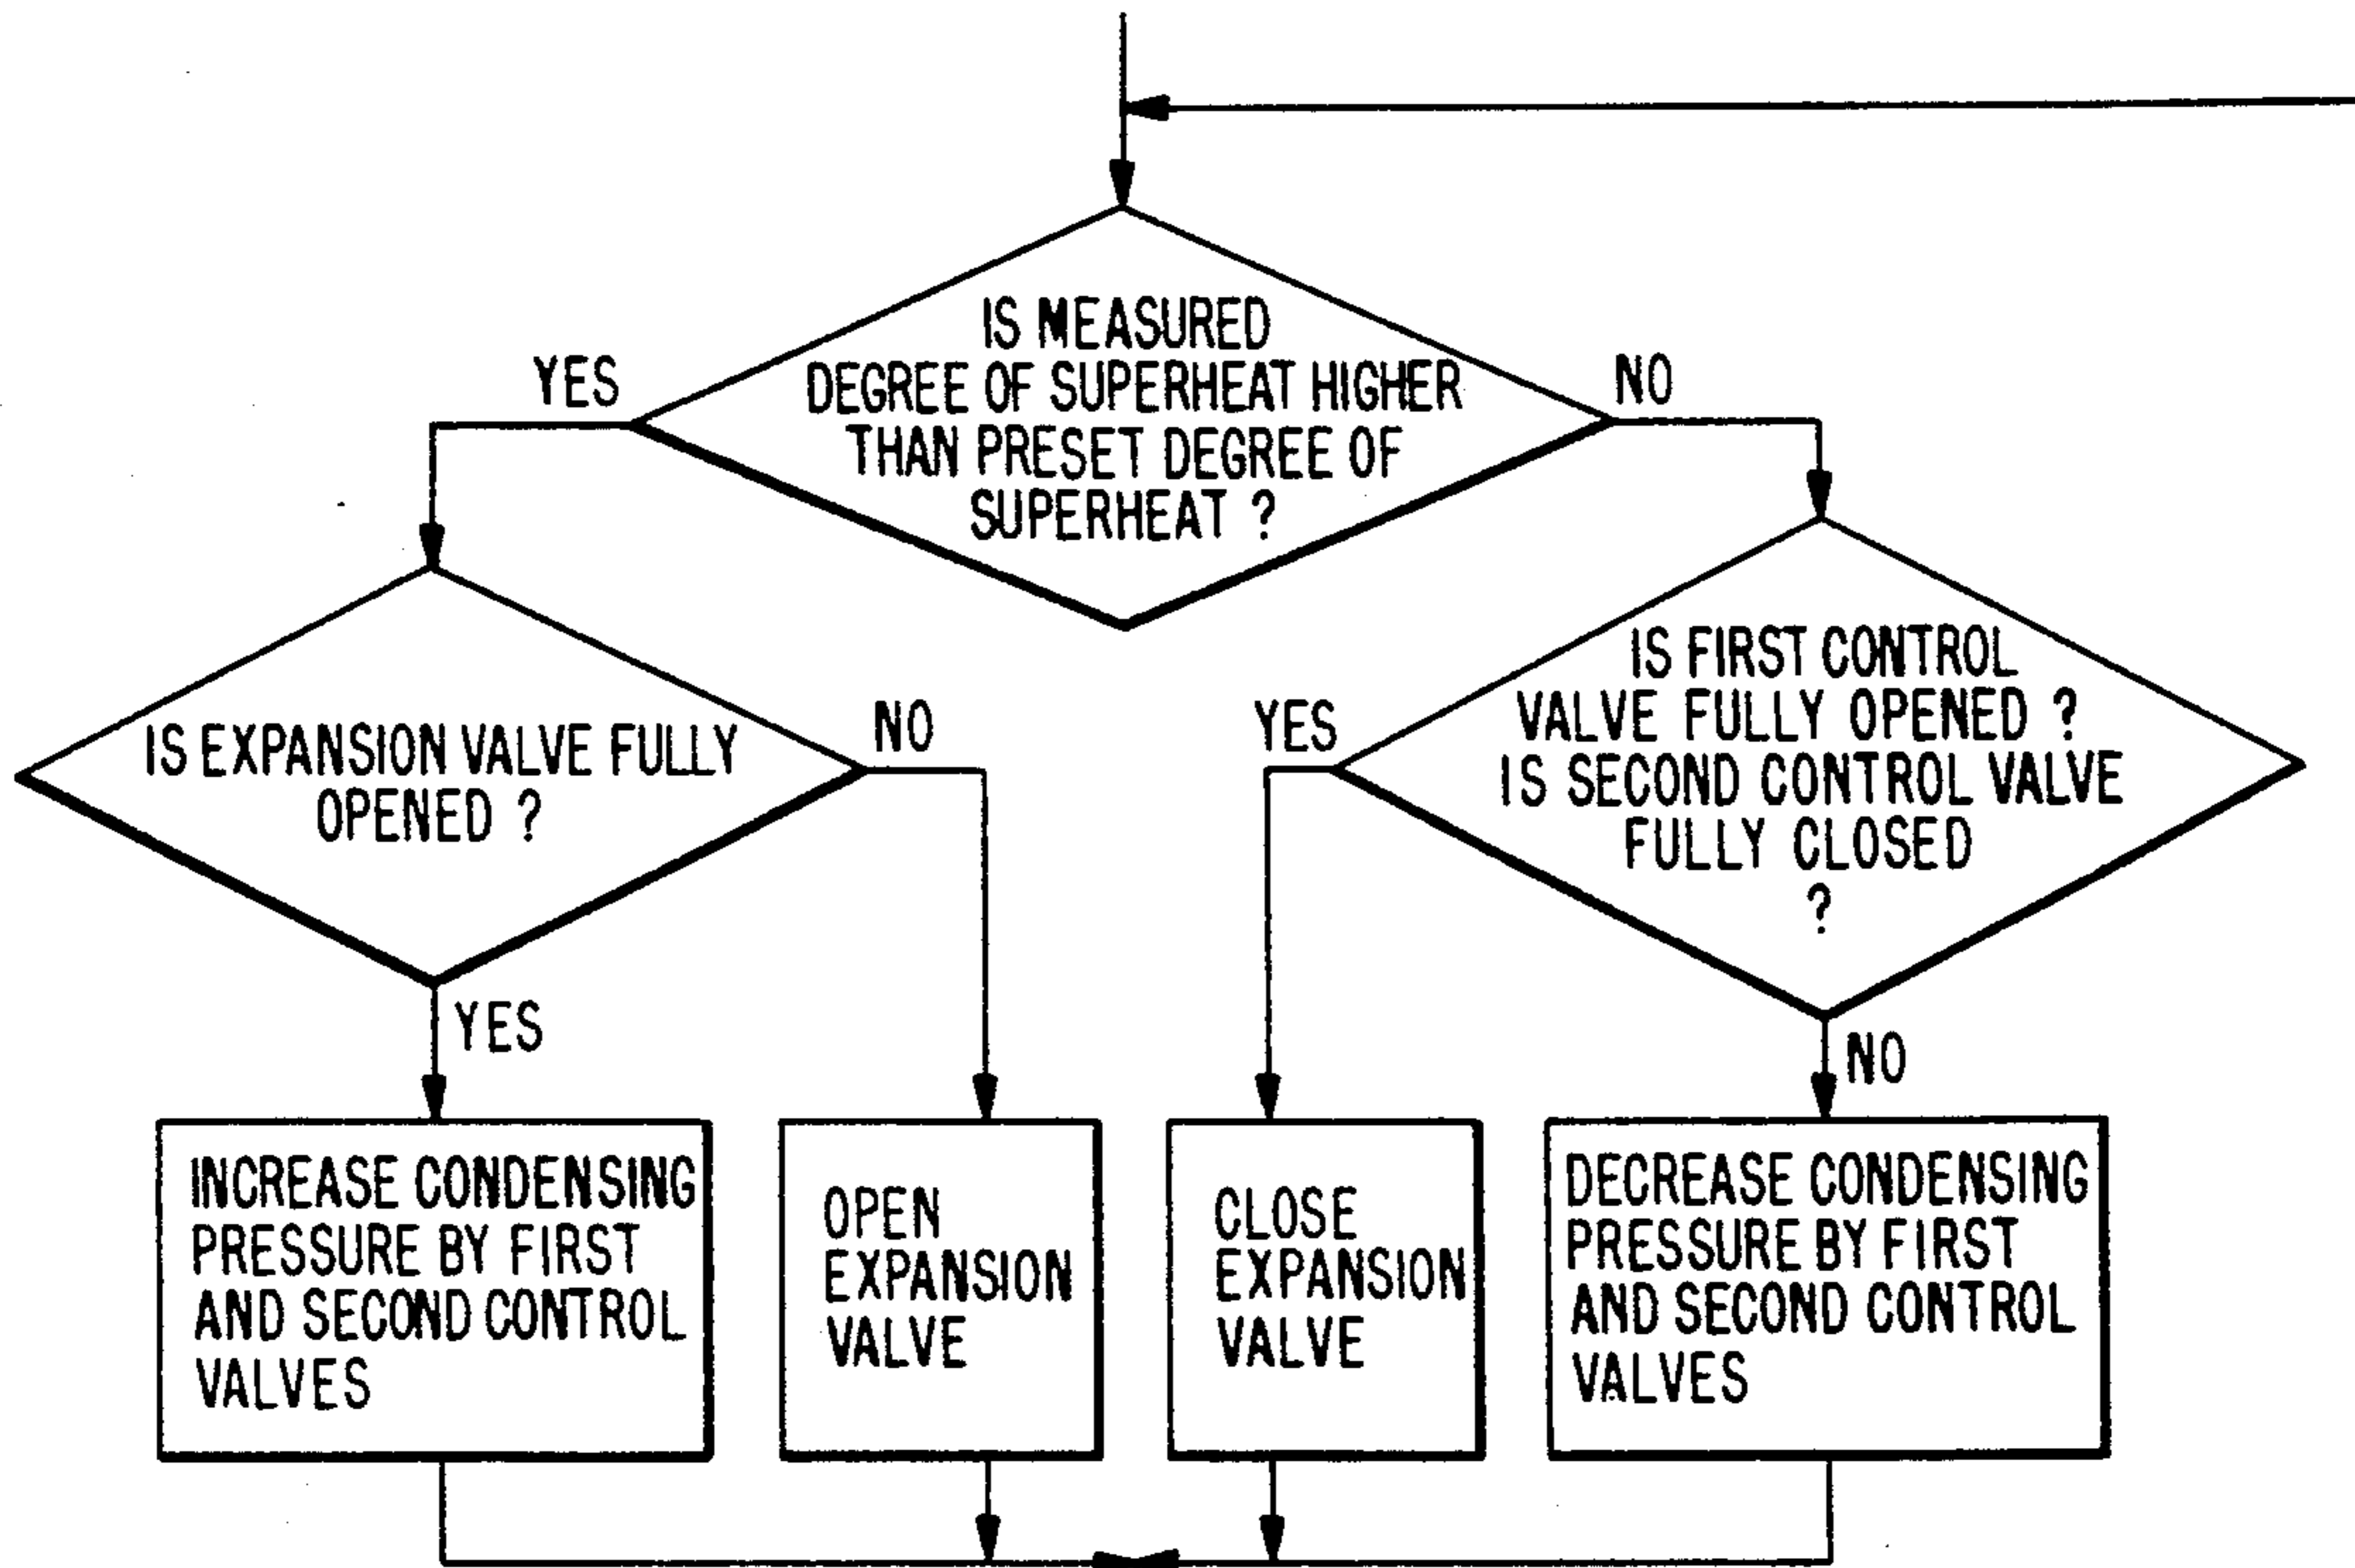 IS MEASURED
DEGREE OF SUPERHEAT HIGHER
THAN PRESET DEGREE OF
SUPERHEAT ?
YES
NO
IS EXPANSION VALVE FULLY
OPENED ?
NO
YES
IS FIRST CONTROL
VALVE FULLY OPENED ?
IS SECOND CONTROL VALVE
FULLY CLOSED
?
YES
NO
INCREASE CONDENSING
PRESSURE BY FIRST
AND SECOND CONTROL
VALVES
OPEN
EXPANSION
VALVE
CLOSE
EXPANSION
VALVE
DECREASE CONDENSING
PRESSURE BY FIRST
AND SECOND CONTROL
VALVES